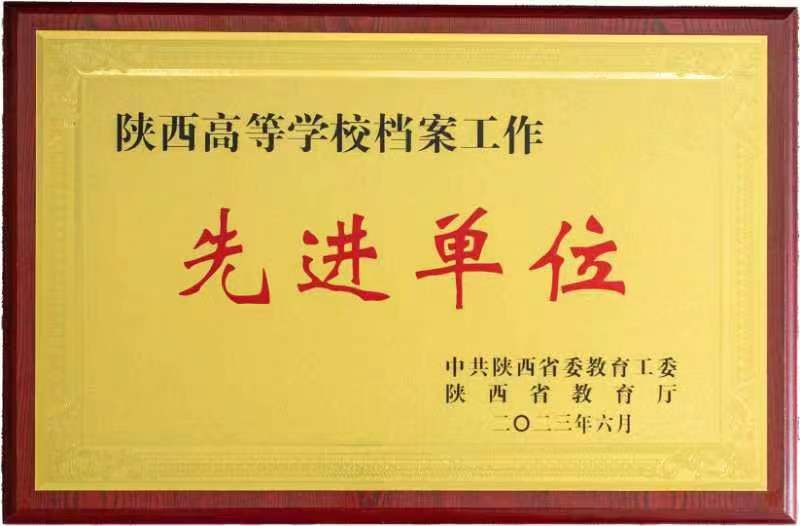 陕西高等学校档案工作
先进单位
中共陕西省委教育工委
陕西省教育厅
二〇二三年六月